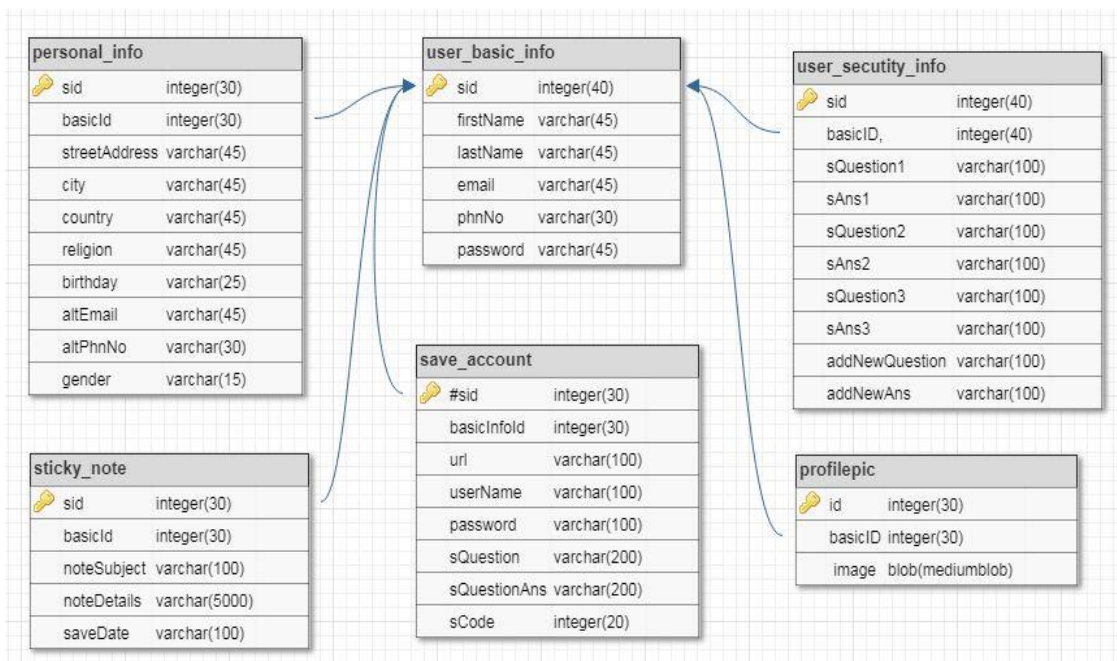 personal_info
sid integer(30)
basicId integer(30)
streetAddress varchar(45)
city varchar(45)
country varchar(45)
religion varchar(45)
birthday varchar(25)
altEmail varchar(45)
altPhnNo varchar(30)
gender varchar(15)
user_basic_info
sid integer(40)
firstName varchar(45)
lastName varchar(45)
email varchar(45)
phnNo varchar(30)
password varchar(45)
user_secutity_info
sid integer(40)
basicID, integer(40)
sQuestion1 varchar(100)
sAns1 varchar(100)
sQuestion2 varchar(100)
sAns2 varchar(100)
sQuestion3 varchar(100)
sAns3 varchar(100)
addNewQuestion varchar(100)
addNewAns varchar(100)
sticky_note
sid integer(30)
basicId integer(30)
noteSubject varchar(100)
noteDetails varchar(5000)
saveDate varchar(100)
save_account
#sid integer(30)
basicInfoId integer(30)
url varchar(100)
userName varchar(100)
password varchar(100)
sQuestion varchar(200)
sQuestionAns varchar(200)
sCode integer(20)
profilepic
id integer(30)
basicID integer(30)
image blob(mediumblob)